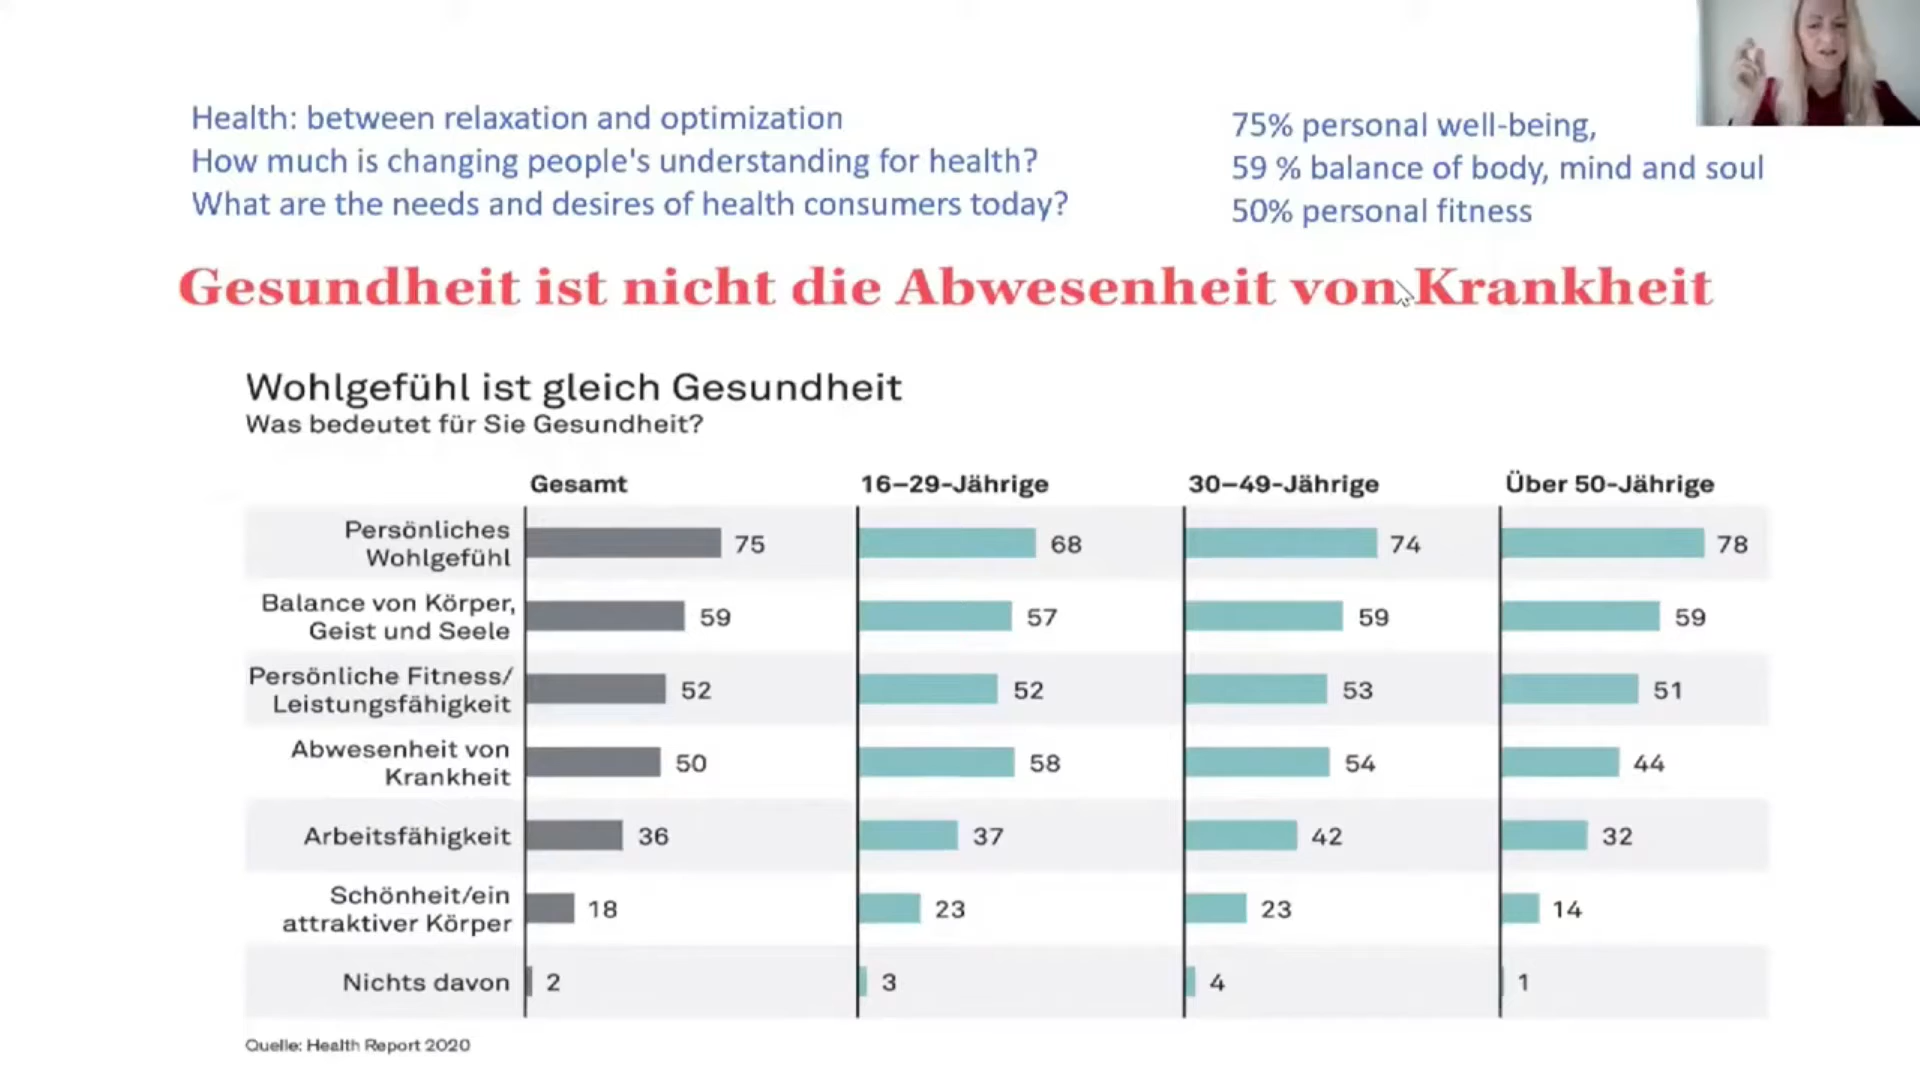 Health: between relaxation and optimization
How much is changing people's understanding for health?
What are the needs and desires of health consumers today?
75% personal well-being,
59 % balance of body, mind and soul
50% personal fitness
Gesundheit ist nicht die Abwesenheit von Krankheit
Wohlgefühl ist gleich Gesundheit
Was bedeutet für Sie Gesundheit?
Gesamt 16–29-Jährige 30–49-Jährige Über 50-Jährige
Persönliches
Wohlgefühl 75 68 74 78
Balance von Körper,
Geist und Seele 59 57 59 59
Persönliche Fitness/
Leistungsfähigkeit 52 52 53 51
Abwesenheit von
Krankheit 50 58 54 44
Arbeitsfähigkeit 36 37 42 32
Schönheit/ein
attraktiver Körper 18 23 23 14
Nichts davon 2 3 4 1
Quelle: Health Report 2020